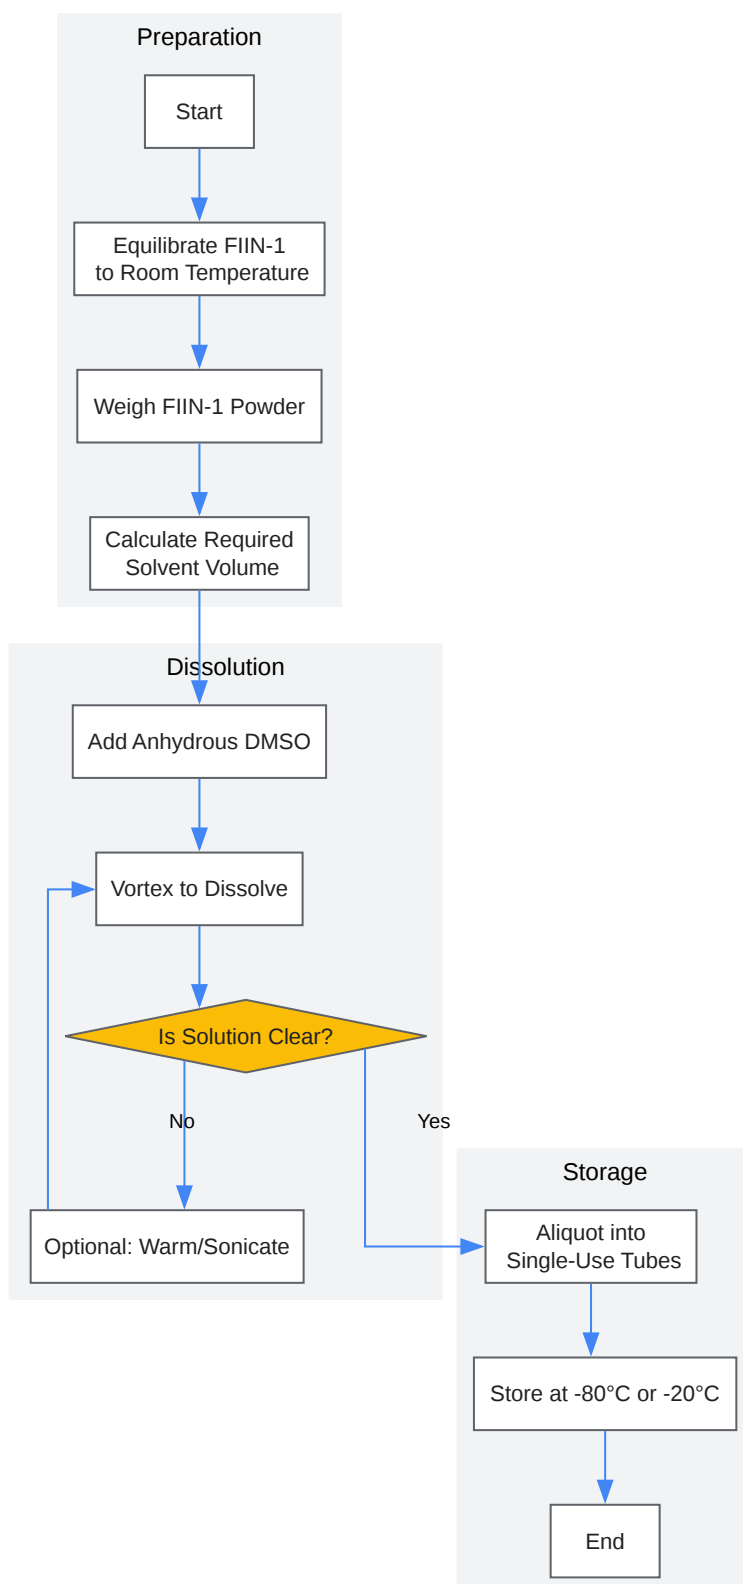 Preparation
Start
Equilibrate FIIN-1
to Room Temperature
Weigh FIIN-1 Powder
Calculate Required
Solvent Volume
Dissolution
Add Anhydrous DMSO
Vortex to Dissolve
Is Solution Clear?
No
Yes
Optional: Warm/Sonicate
Storage
Aliquot into
Single-Use Tubes
Store at -80°C or -20°C
End